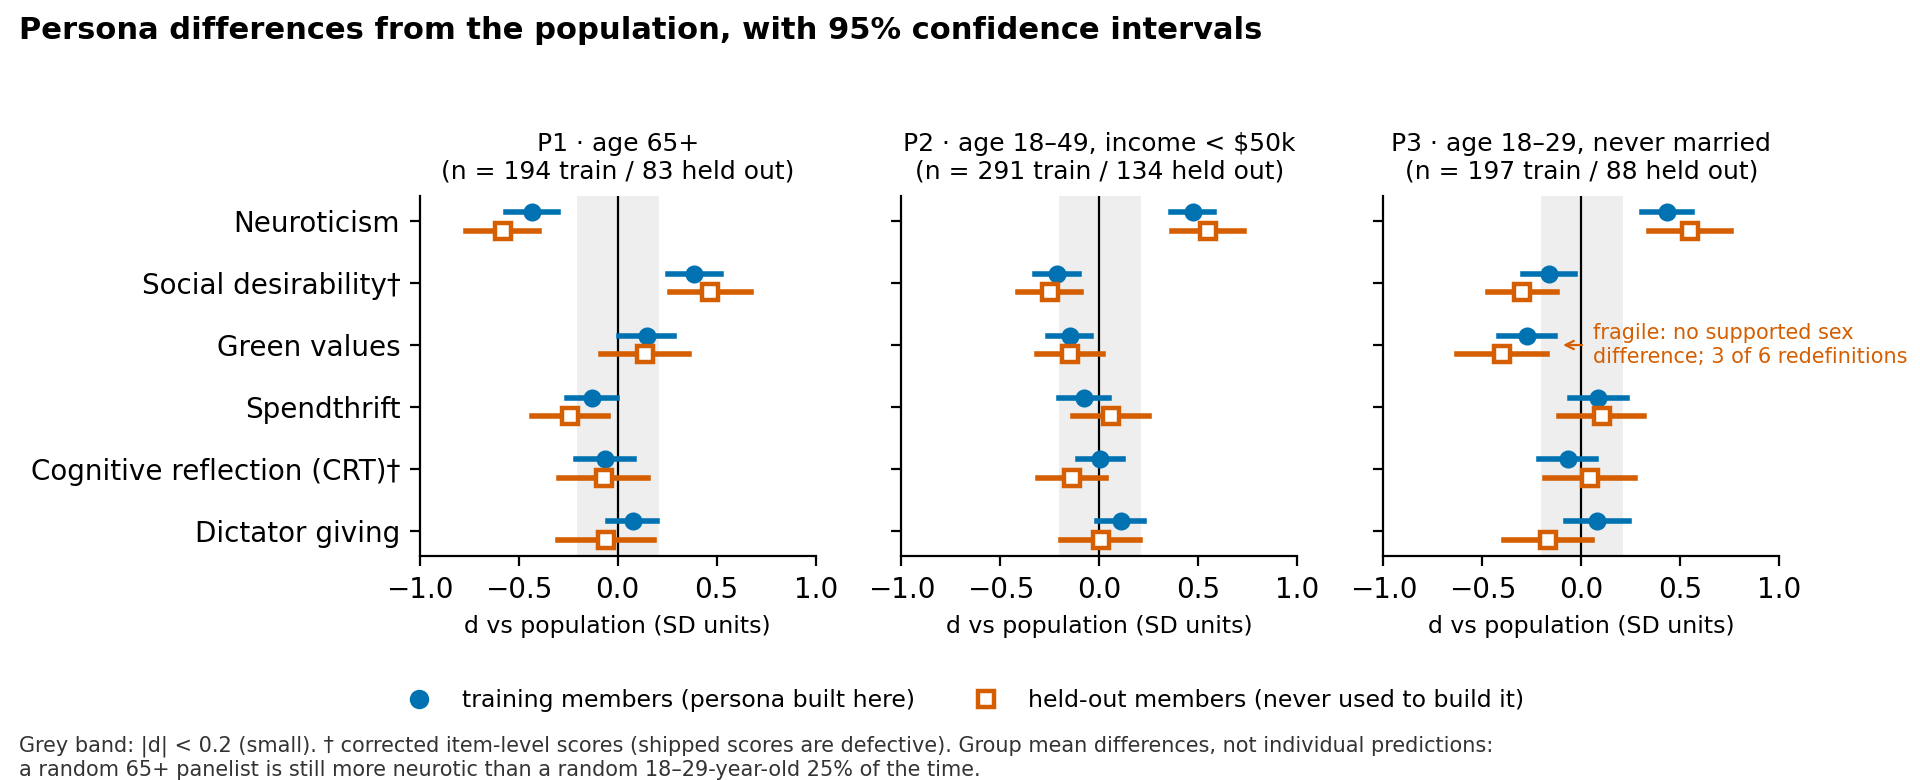 Persona differences from the population, with 95% confidence intervals
P1 · age 65+
(n = 194 train / 83 held out)
P2 · age 18–49, income < $50k
(n = 291 train / 134 held out)
P3 · age 18–29, never married
(n = 197 train / 88 held out)
Neuroticism
Social desirability†
Green values
Spendthrift
Cognitive reflection (CRT)†
Dictator giving
fragile: no supported sex
difference; 3 of 6 redefinitions
−1.0 −0.5 0.0 0.5 1.0
−1.0 −0.5 0.0 0.5 1.0
−1.0 −0.5 0.0 0.5 1.0
d vs population (SD units)
d vs population (SD units)
d vs population (SD units)
training members (persona built here)
held-out members (never used to build it)
Grey band: |d| < 0.2 (small). † corrected item-level scores (shipped scores are defective). Group mean differences, not individual predictions:
a random 65+ panelist is still more neurotic than a random 18–29-year-old 25% of the time.